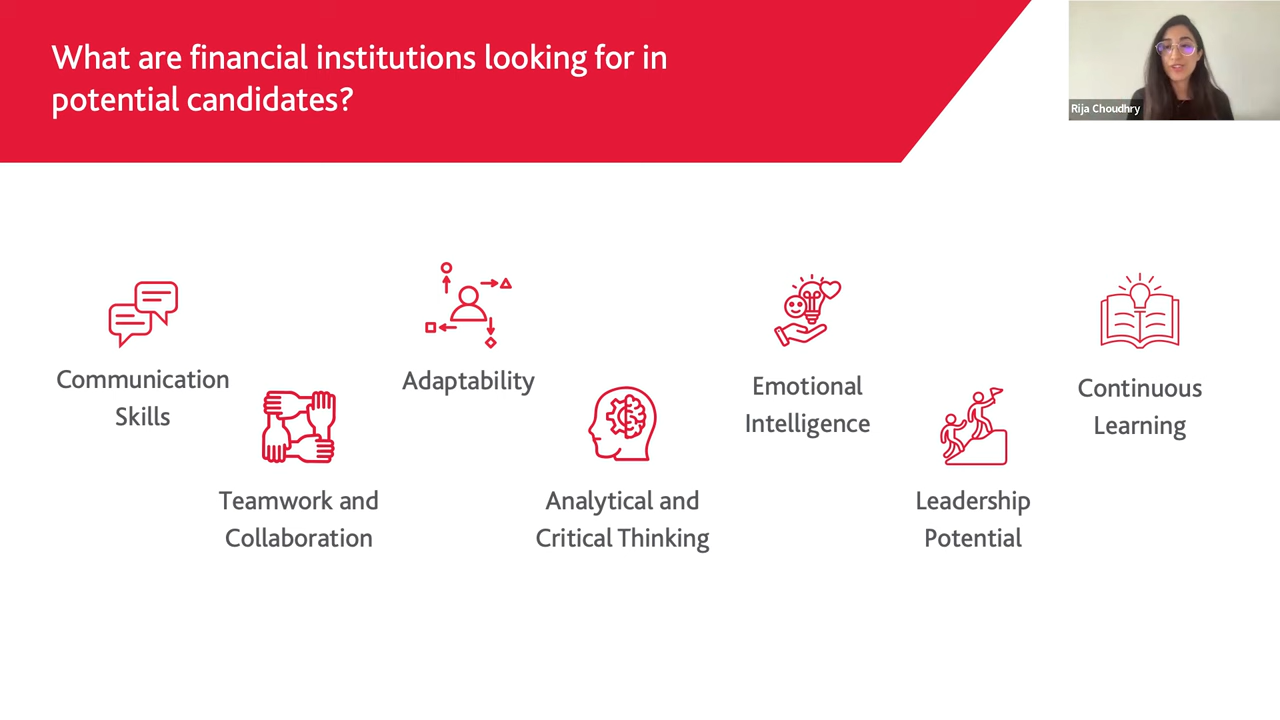 What are financial institutions looking for in
potential candidates?
Rija Choudhry
Communication
Skills
Teamwork and
Collaboration
Adaptability
Analytical and
Critical Thinking
Emotional
Intelligence
Leadership
Potential
Continuous
Learning